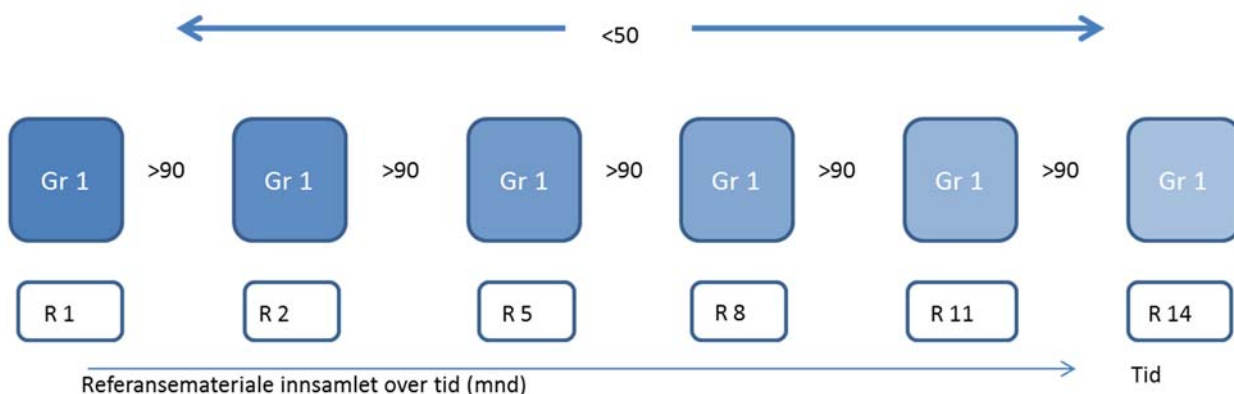 <50
Gr 1 >90 Gr 1 >90 Gr 1 >90 Gr 1 >90 Gr 1 >90 Gr 1
R 1 R 2 R 5 R 8 R 11 R 14
Referansemateriale innsamlet over tid (mnd) Tid